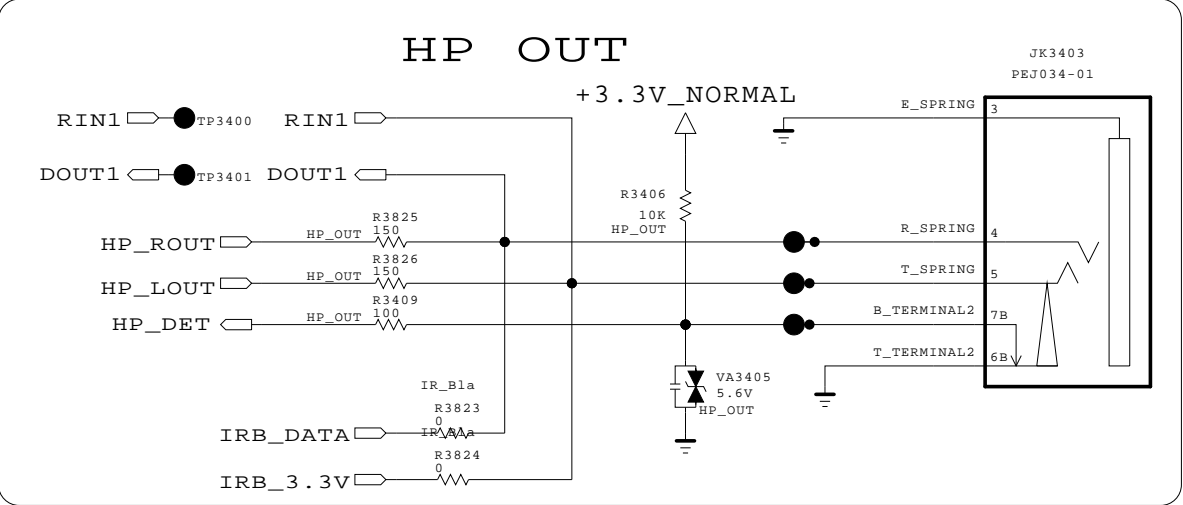 HP OUT
JK3403
PEJ034-01
+3.3V_NORMAL
E_SPRING
3
RIN1
TP3400
RIN1
DOUT1
TP3401
DOUT1
R3406
10K
HP_OUT
R3825
150
HP_OUT
HP_ROUT
R_SPRING
4
R3826
150
HP_OUT
HP_LOUT
T_SPRING
5
R3409
100
HP_OUT
HP_DET
B_TERMINAL2
7B
T_TERMINAL2
6B
VA3405
5.6V
HP_OUT
IR_Bla
R3823
0
IR_Bla
IRB_DATA
R3824
0
IRB_3.3V